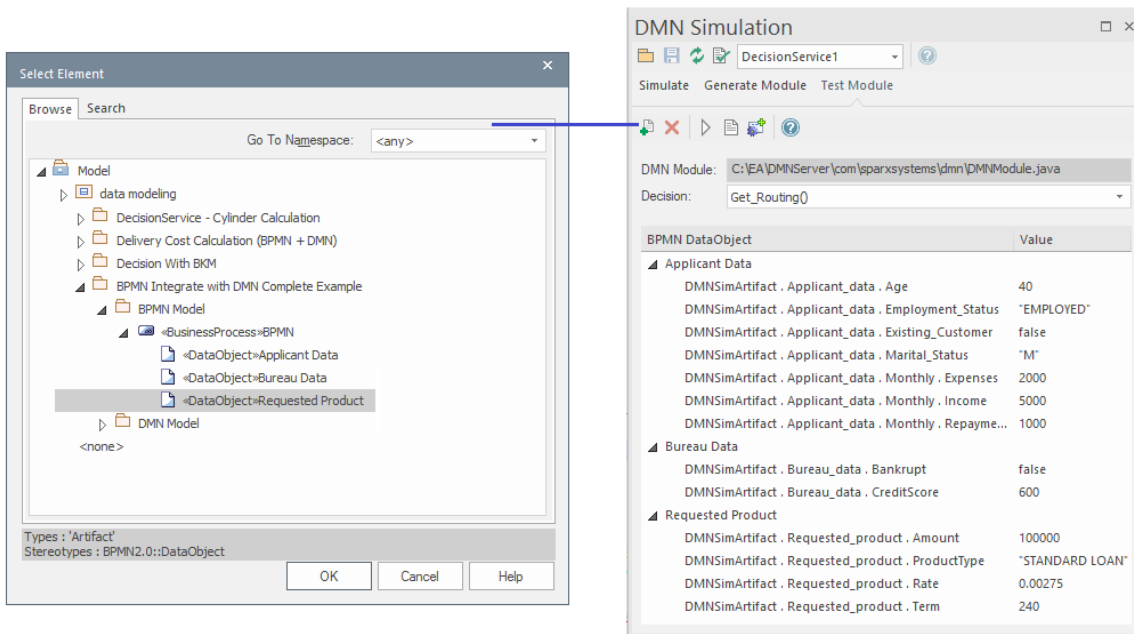 Select Element
Browse Search
Go To Namespace: <any>
Model
data modeling
DecisionService - Cylinder Calculation
Delivery Cost Calculation (BPMN + DMN)
Decision With BKM
BPMN Integrate with DMN Complete Example
BPMN Model
«BusinessProcess»BPMN
«DataObject»Applicant Data
«DataObject»Bureau Data
«DataObject»Requested Product
DMN Model
<none>
Types : 'Artifact'
Stereotypes : BPMN2.0::DataObject
OK Cancel Help
DMN Simulation
DecisionService1
Simulate Generate Module Test Module
DMN Module: C:\EA\DMNServer\com\sparxsystems\dmn\DMNModule.java
Decision: Get_Routing()
BPMN DataObject Value
Applicant Data
DMNSimArtifact . Applicant_data . Age 40
DMNSimArtifact . Applicant_data . Employment_Status "EMPLOYED"
DMNSimArtifact . Applicant_data . Existing_Customer false
DMNSimArtifact . Applicant_data . Marital_Status "M"
DMNSimArtifact . Applicant_data . Monthly . Expenses 2000
DMNSimArtifact . Applicant_data . Monthly . Income 5000
DMNSimArtifact . Applicant_data . Monthly . Repayme... 1000
Bureau Data
DMNSimArtifact . Bureau_data . Bankrupt false
DMNSimArtifact . Bureau_data . CreditScore 600
Requested Product
DMNSimArtifact . Requested_product . Amount 100000
DMNSimArtifact . Requested_product . ProductType "STANDARD LOAN"
DMNSimArtifact . Requested_product . Rate 0.00275
DMNSimArtifact . Requested_product . Term 240